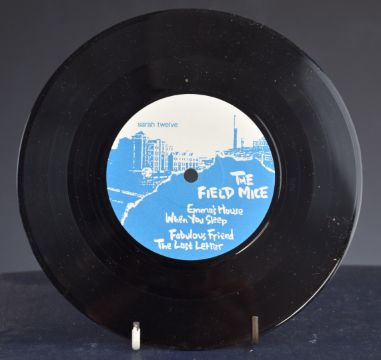 sarah twelve
THE
FIELD MICE
Emma's House
When You Sleep
Fabulous Friend
The Last Letter